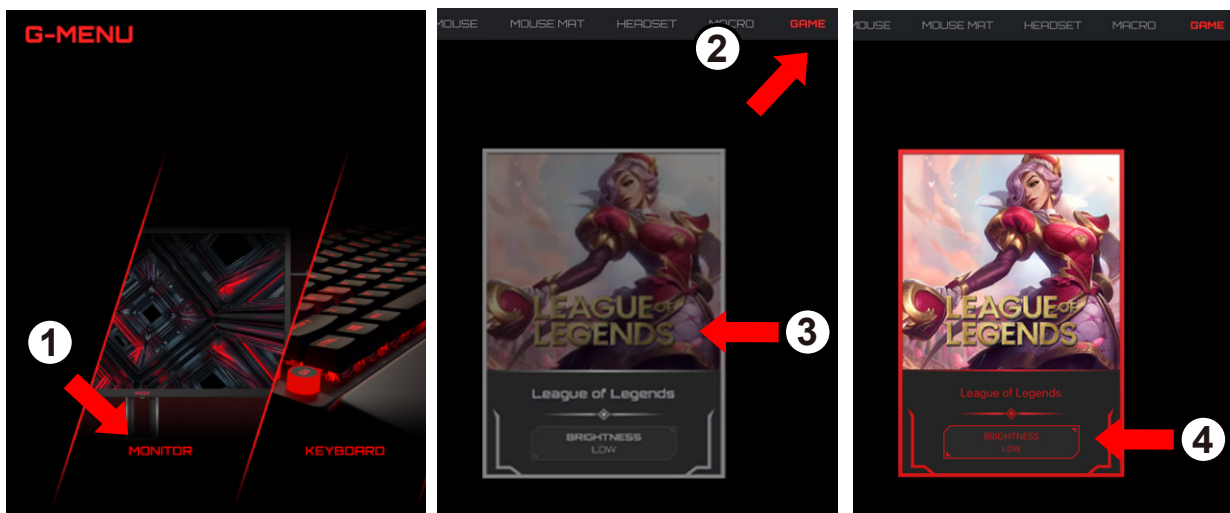 G-MENU
1
MONITOR
KEYBOARD
MOUSE MOUSE MAT HEADSET MACRO GAME
2
LEAGUE OF
LEGENDS
3
League of Legends
BRIGHTNESS
LOW
MOUSE MOUSE MAT HEADSET MACRO GAME
LEAGUE OF
LEGENDS
League of Legends
BRIGHTNESS
LOW
4